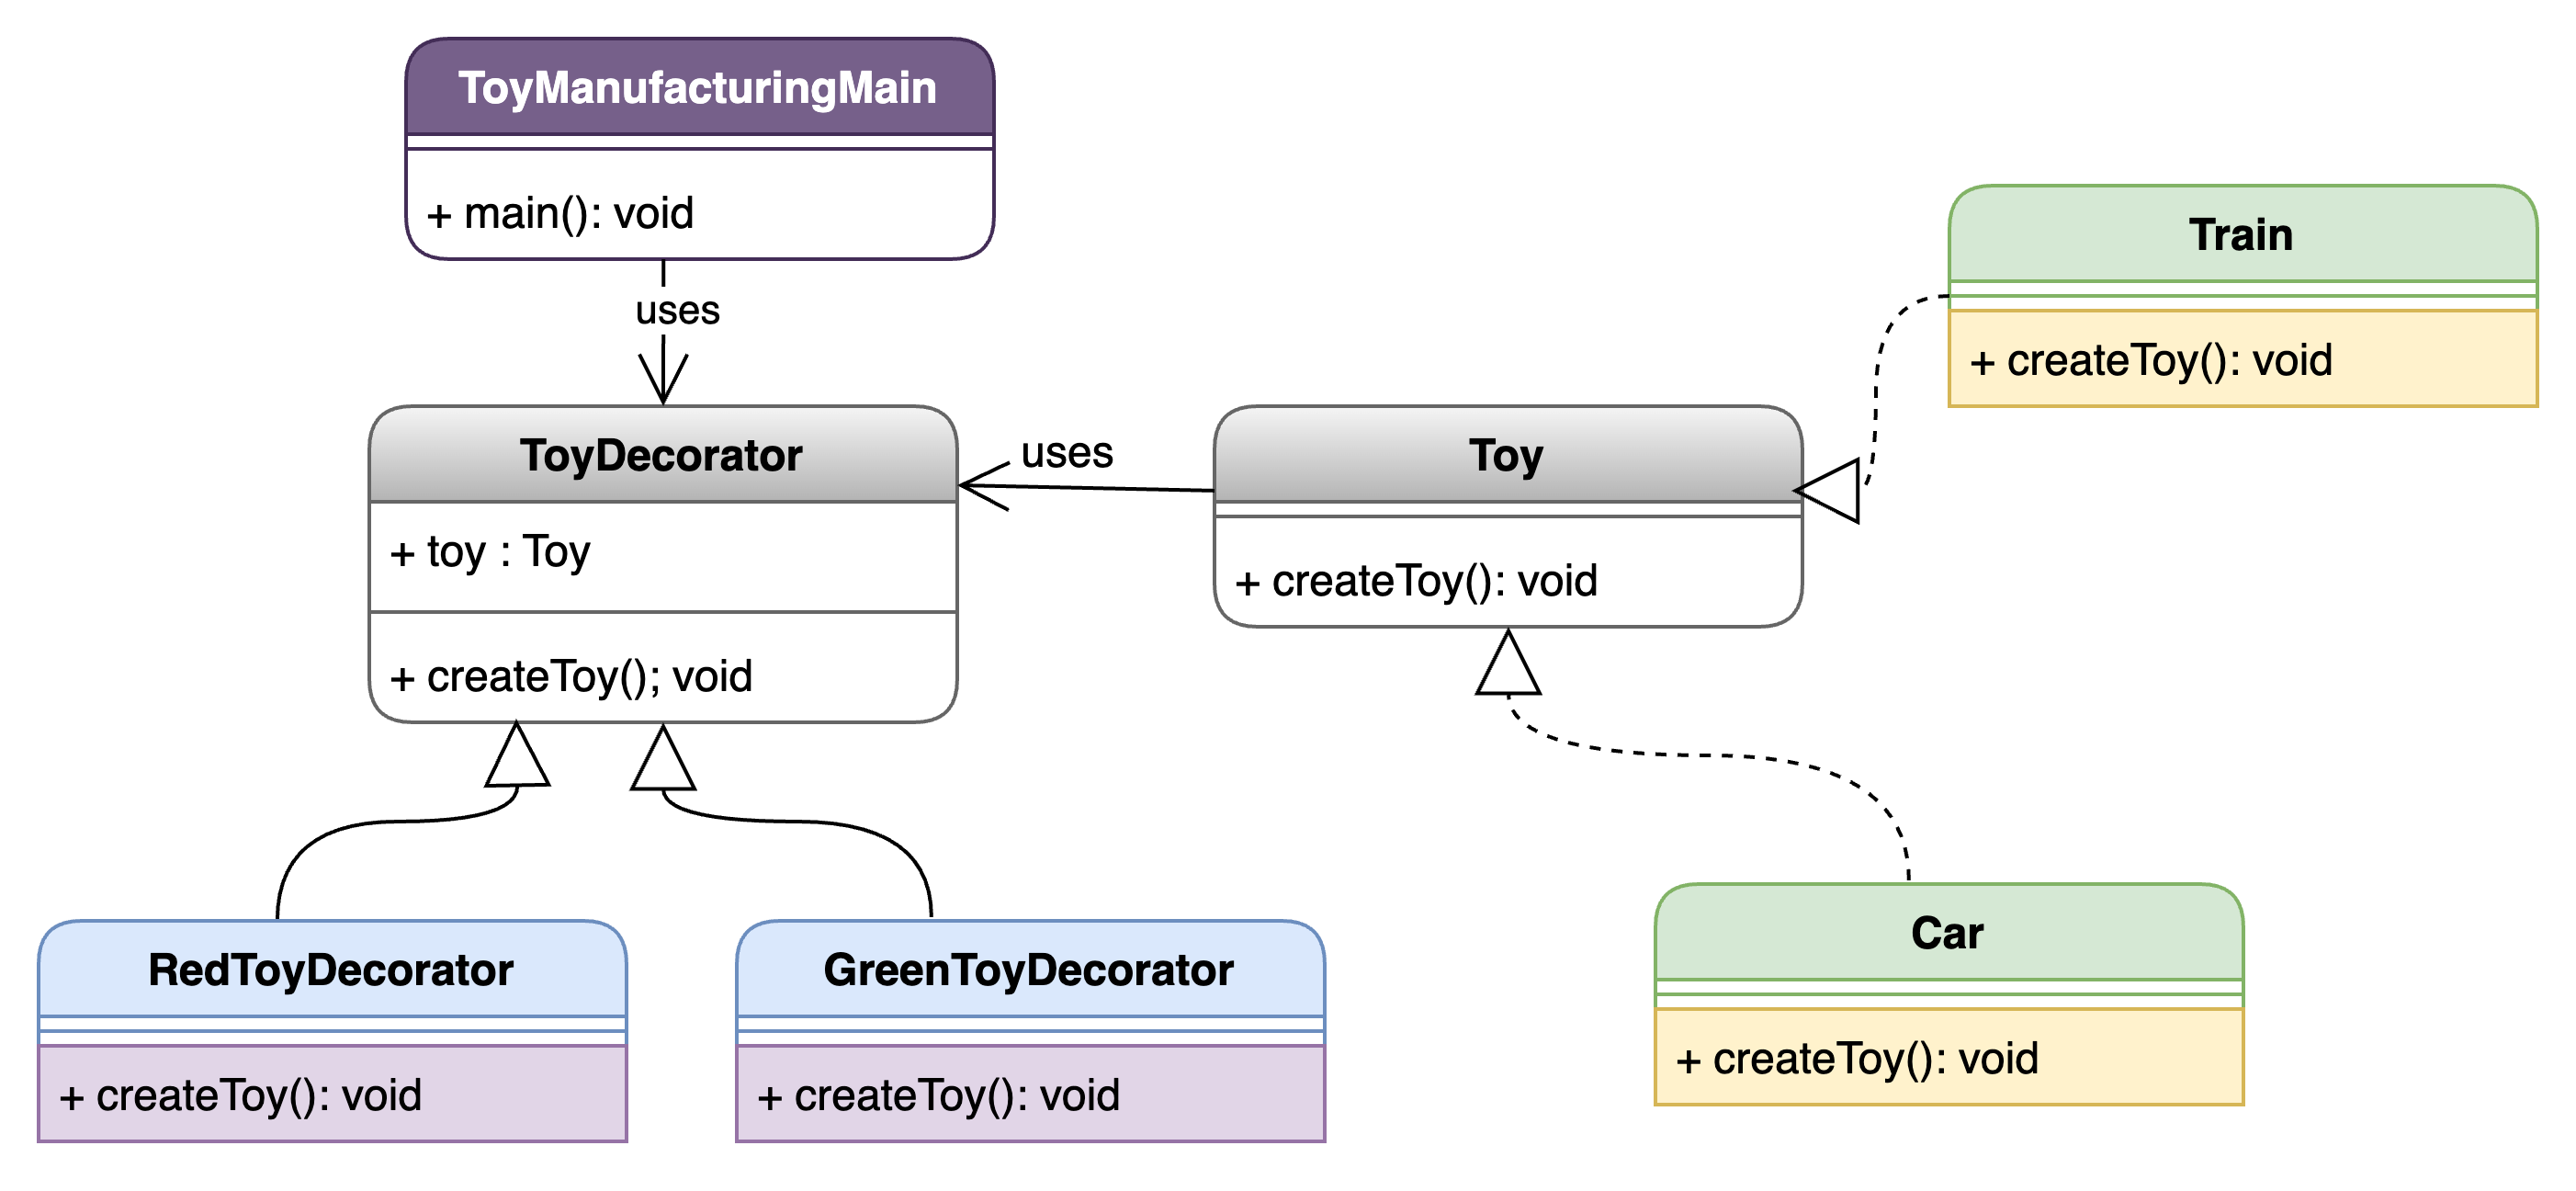 ToyManufacturingMain
+ main(): void
uses
ToyDecorator
+ toy : Toy
+ createToy(); void
uses
Toy
+ createToy(): void
Train
+ createToy(): void
RedToyDecorator
+ createToy(): void
GreenToyDecorator
+ createToy(): void
Car
+ createToy(): void